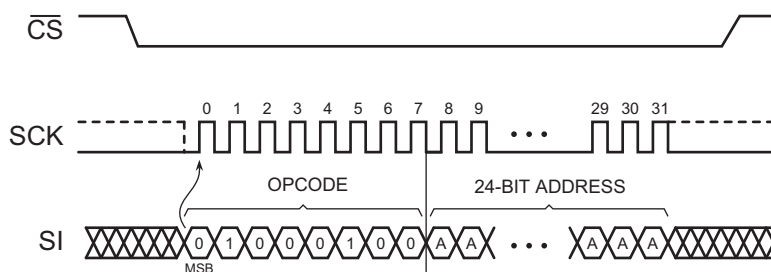 CS
0 1 2 3 4 5 6 7 8 9 29 30 31
SCK
OPCODE 24-BIT ADDRESS
SI 0 1 0 0 0 1 0 0 A A A A A
MSB